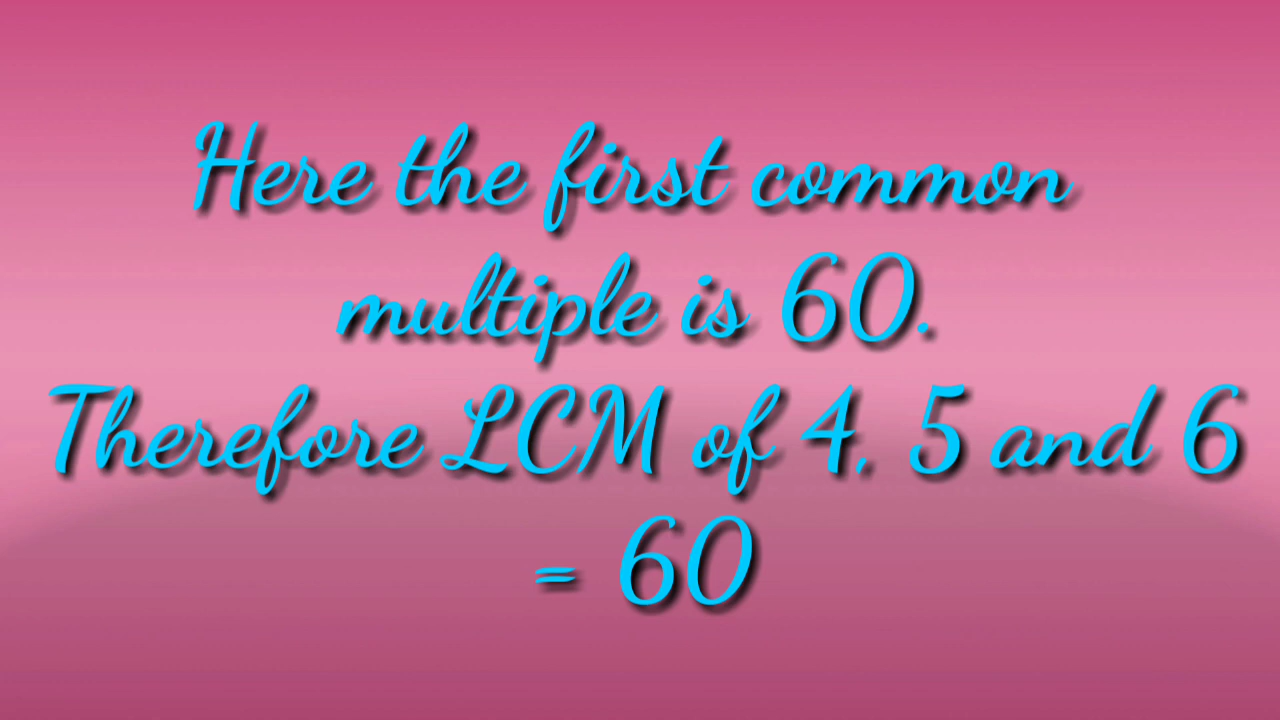 Here the first common
multiple is 60.
Therefore LCM of 4, 5 and 6
= 60